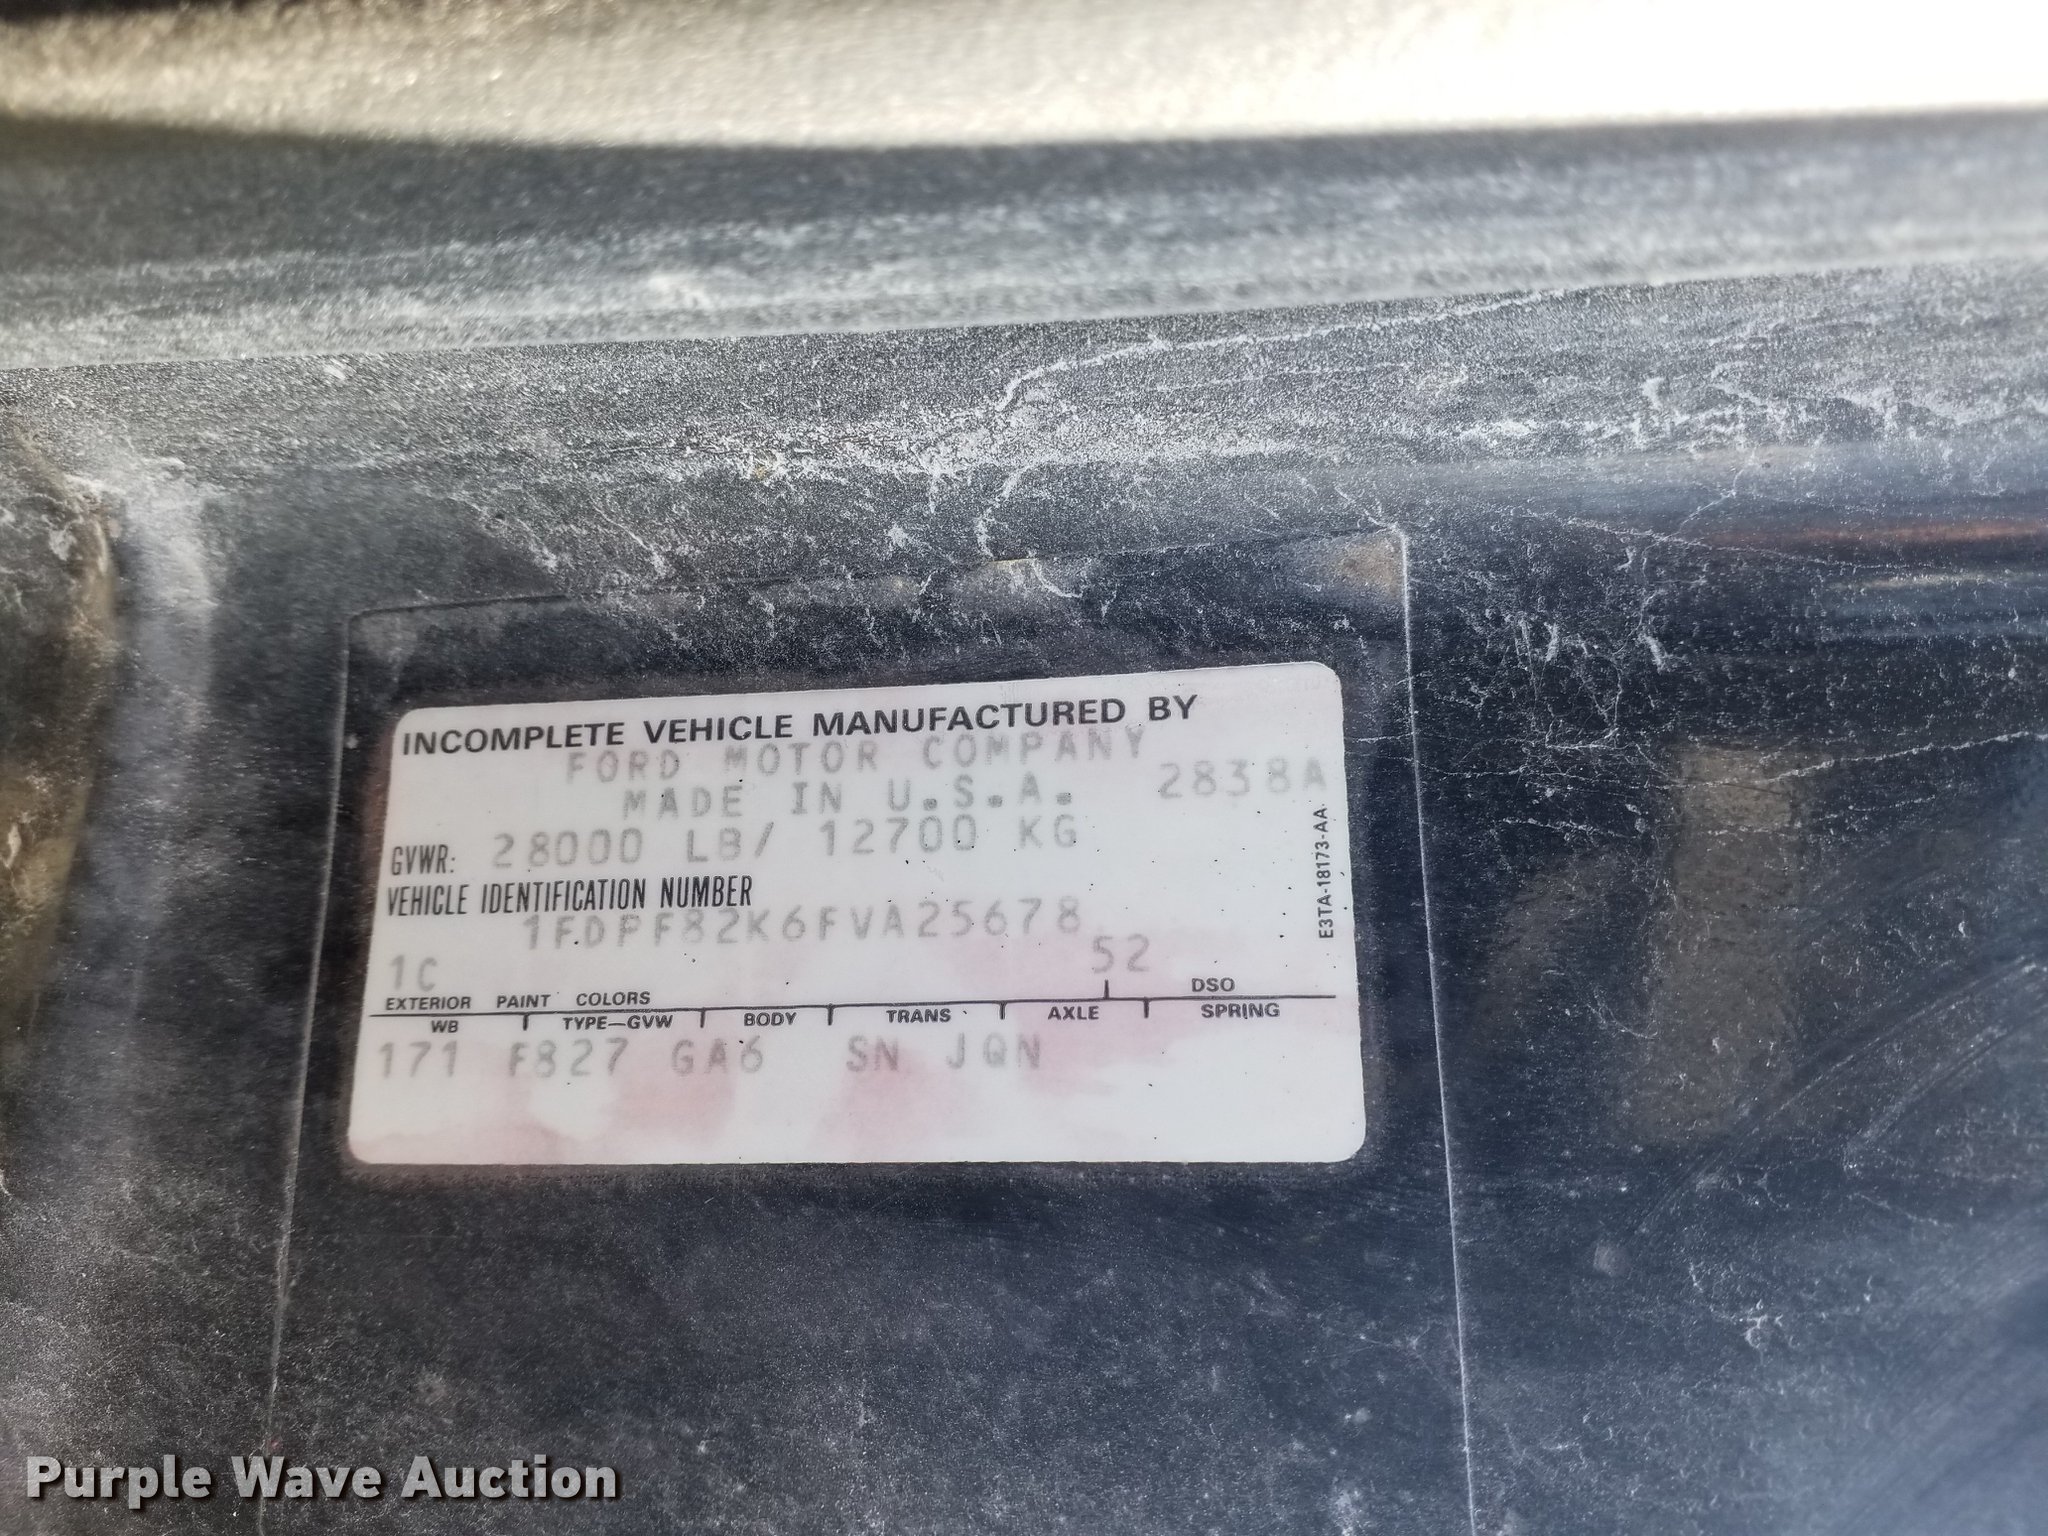 INCOMPLETE VEHICLE MANUFACTURED BY
FORD MOTOR COMPANY
MADE IN U.S.A. 2838A
GVWR: 28000 LB/ 12700 KG
VEHICLE IDENTIFICATION NUMBER
1FDPF82K6FVA25678
1C 52
EXTERIOR PAINT COLORS DSO
WB TYPE—GVW BODY TRANS AXLE SPRING
171 F827 GA6 SN JQN
E3TA-18173-AA
Purple Wave Auction